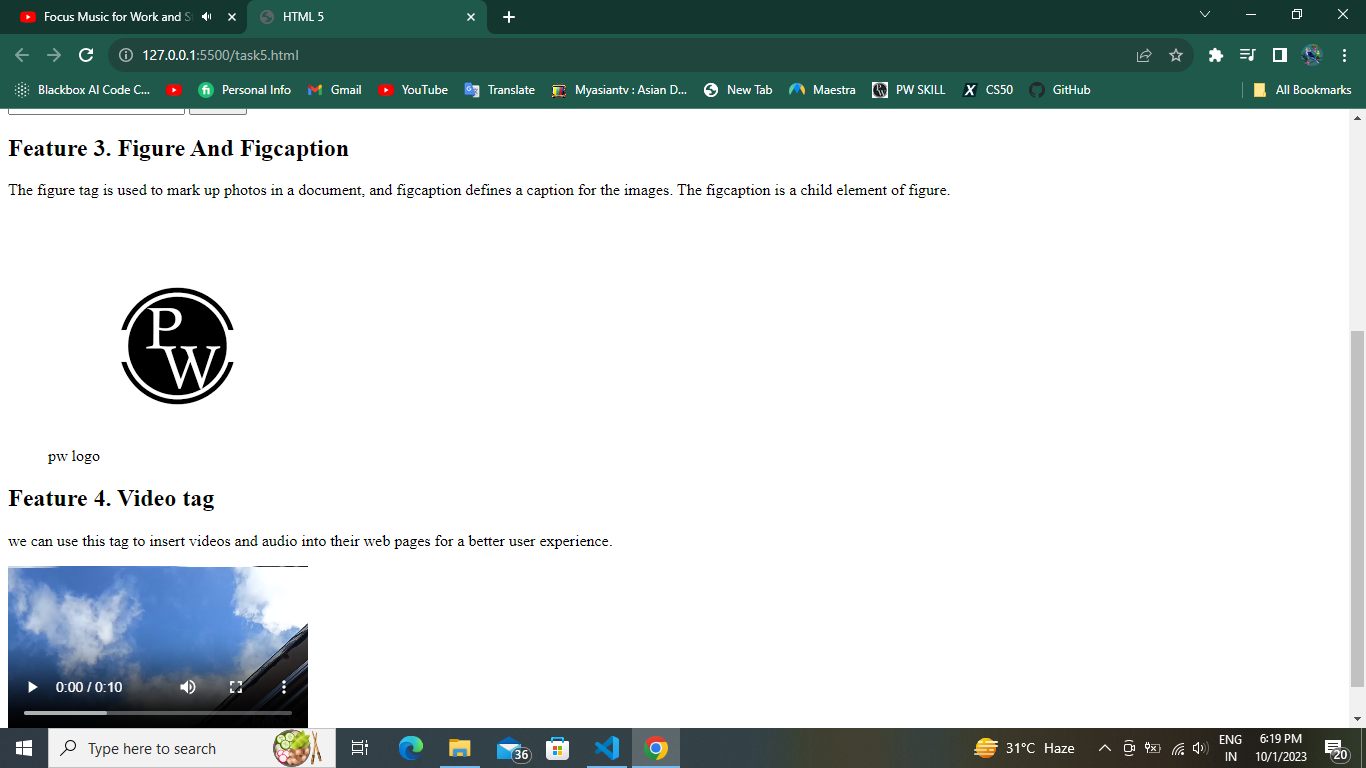 Focus Music for Work and S
HTML 5
127.0.0.1:5500/task5.html
Blackbox AI Code C...
Personal Info
Gmail
YouTube
Translate
Myasiantv : Asian D...
New Tab
Maestra
PW SKILL
X CS50
GitHub
All Bookmarks
Feature 3. Figure And Figcaption
The figure tag is used to mark up photos in a document, and figcaption defines a caption for the images. The figcaption is a child element of figure.
P
W
pw logo
Feature 4. Video tag
we can use this tag to insert videos and audio into their web pages for a better user experience.
0:00 / 0:10
Type here to search
36
31°C Haze
ENG
IN
6:19 PM
10/1/2023
20